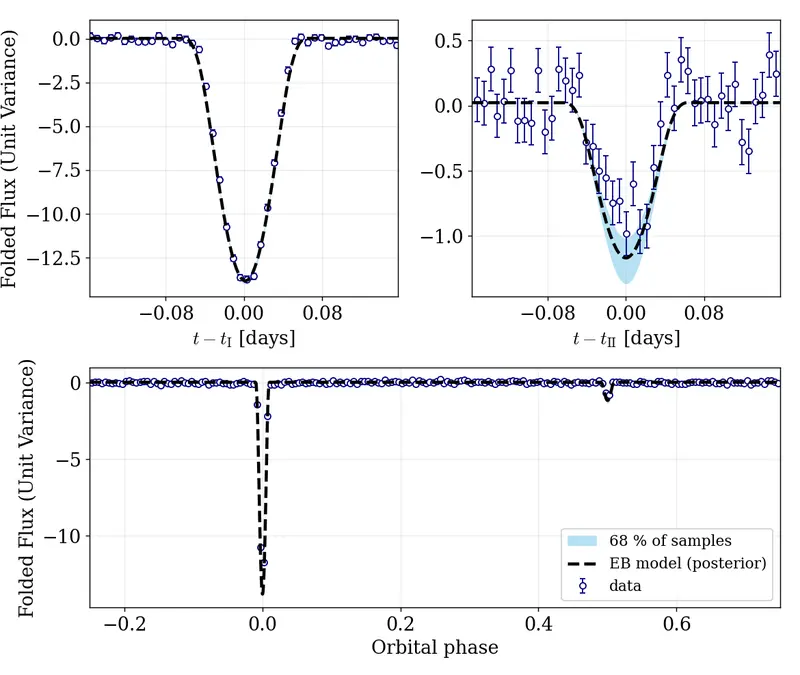 Folded Flux (Unit Variance)
0.0
−2.5
−5.0
−7.5
−10.0
−12.5
−0.08 0.00 0.08
t − tI [days]
0.5
0.0
−0.5
−1.0
−0.08 0.00 0.08
t − tII [days]
Folded Flux (Unit Variance)
0
−5
−10
−0.2 0.0 0.2 0.4 0.6
Orbital phase
68 % of samples
EB model (posterior)
data